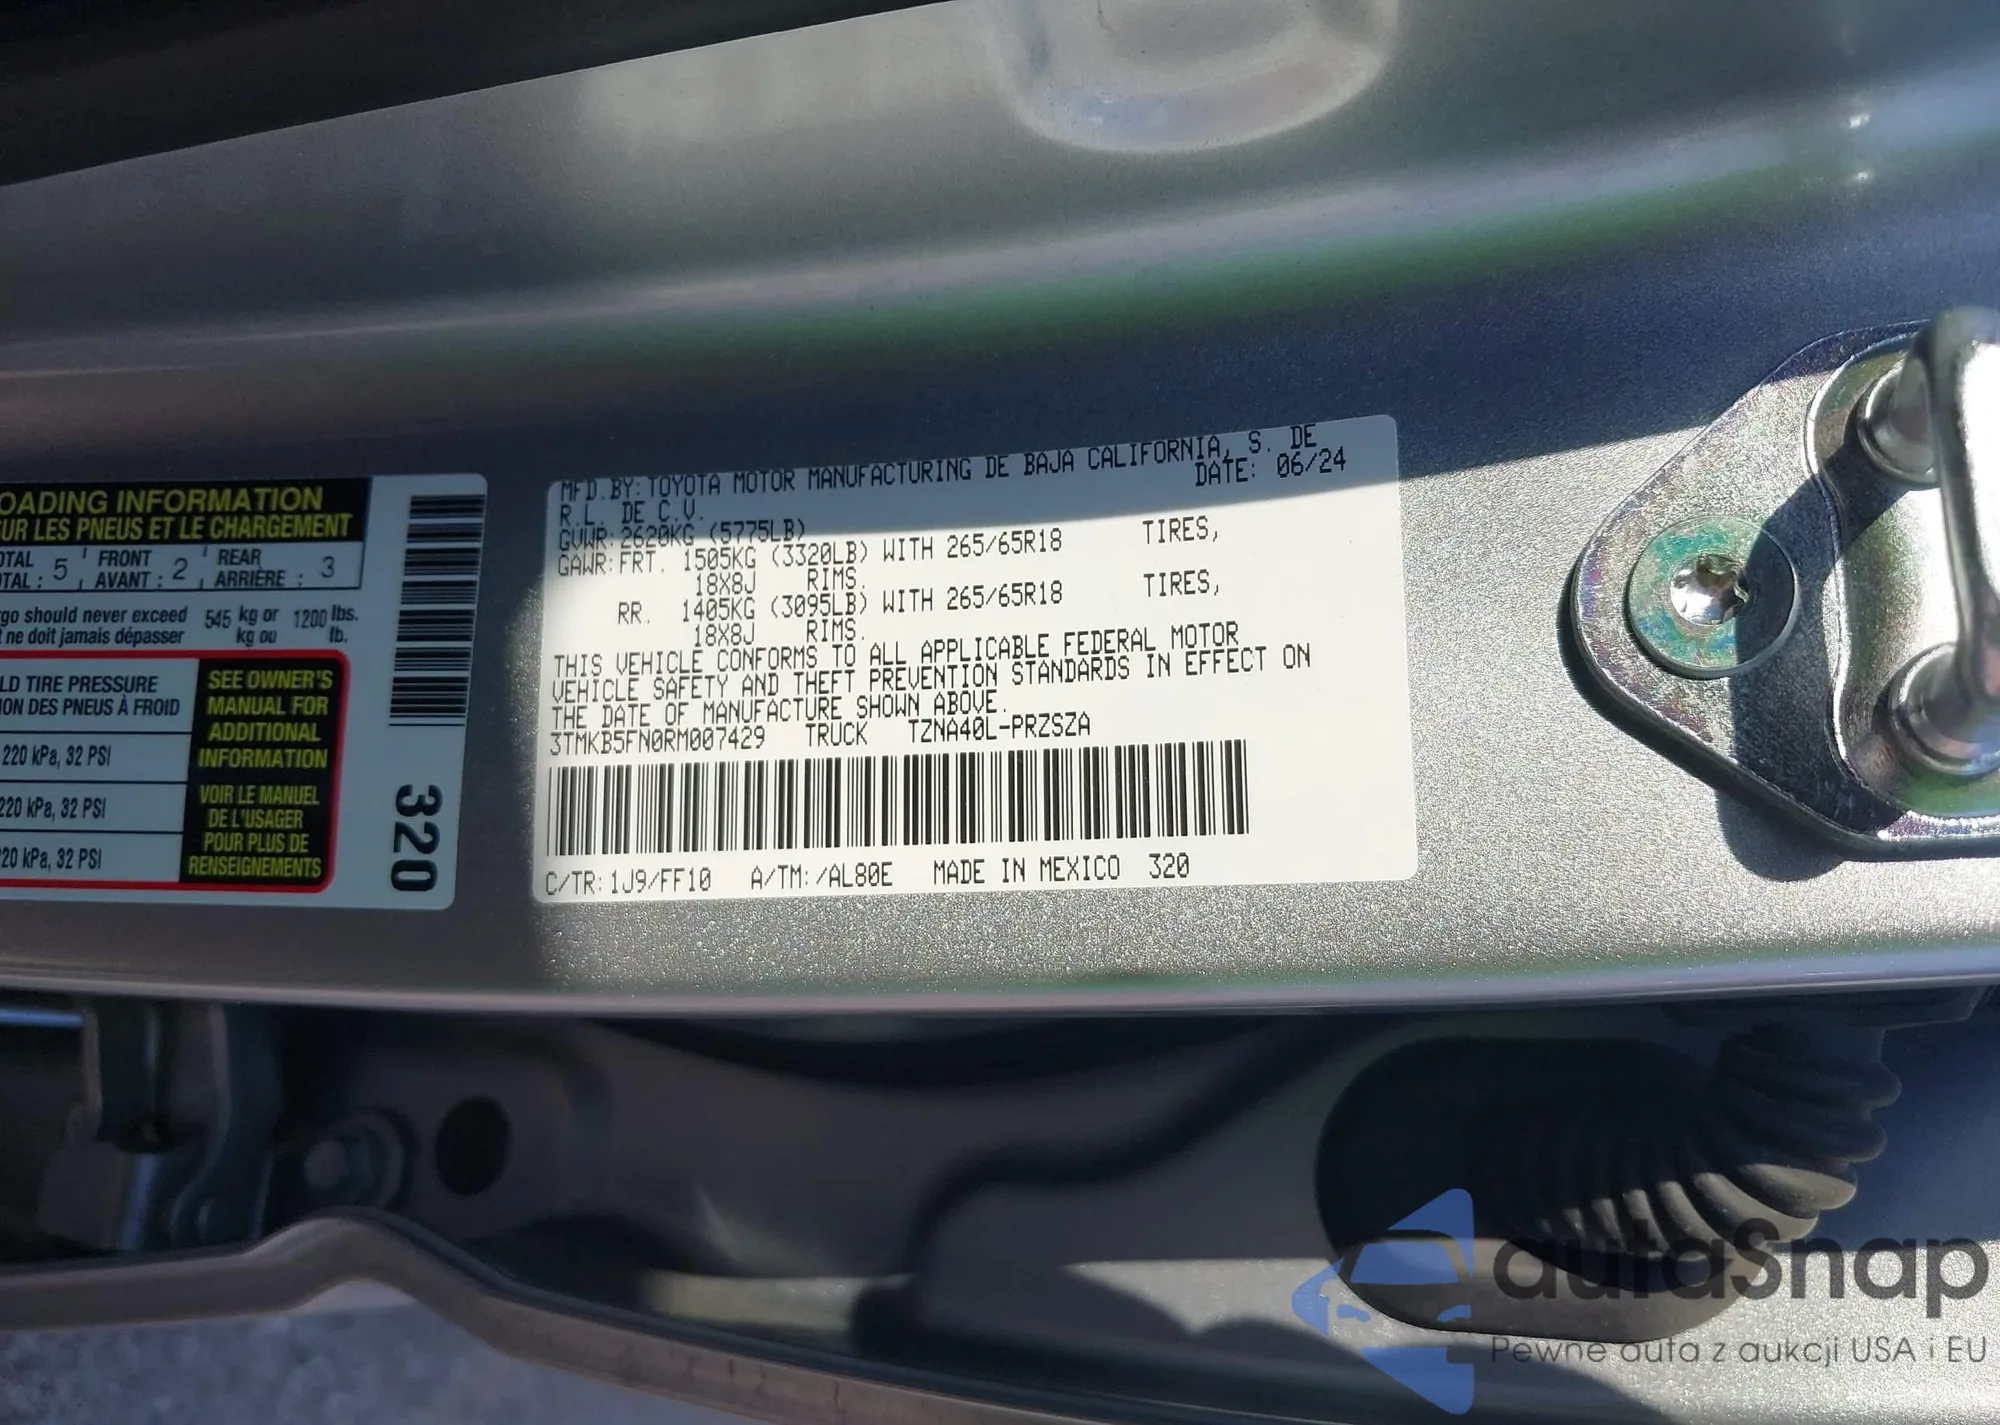 OADING INFORMATION
UR LES PNEUS ET LE CHARGEMENT
OTAL FRONT REAR
TAL : 5 AVANT : 2 ARRIÈRE : 3
go should never exceed 545 kg or 1200 lbs.
t ne doit jamais dépasser kg ou lb.
LD TIRE PRESSURE
ION DES PNEUS À FROID
220 kPa, 32 PSI
220 kPa, 32 PSI
20 kPa, 32 PSI
SEE OWNER'S
MANUAL FOR
ADDITIONAL
INFORMATION
VOIR LE MANUEL
DE L'USAGER
POUR PLUS DE
RENSEIGNEMENTS
320
MFD. BY: TOYOTA MOTOR MANUFACTURING DE BAJA CALIFORNIA, S. DE
R.L. DE C.V. DATE: 06/24
GVWR: 2620KG (5775LB)
GAWR: FRT. 1505KG (3320LB) WITH 265/65R18 TIRES,
18X8J RIMS.
RR. 1405KG (3095LB) WITH 265/65R18 TIRES,
18X8J RIMS.
THIS VEHICLE CONFORMS TO ALL APPLICABLE FEDERAL MOTOR
VEHICLE SAFETY AND THEFT PREVENTION STANDARDS IN EFFECT ON
THE DATE OF MANUFACTURE SHOWN ABOVE.
3TMKB5FN0RM007429 TRUCK TZNA40L-PRZSZA
C/TR: 1J9/FF10 A/TM: /AL80E MADE IN MEXICO 320
autaSnap
Pewne auta z aukcji USA i EU